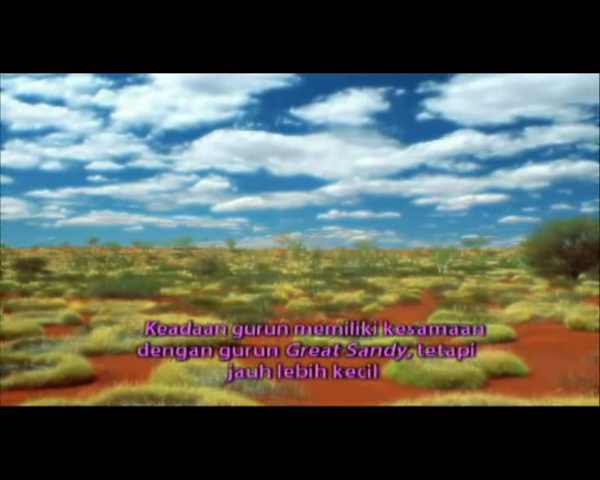 Keadaan gurun memiliki kesamaan
dengan gurun Great Sandy, tetapi
jauh lebih kecil